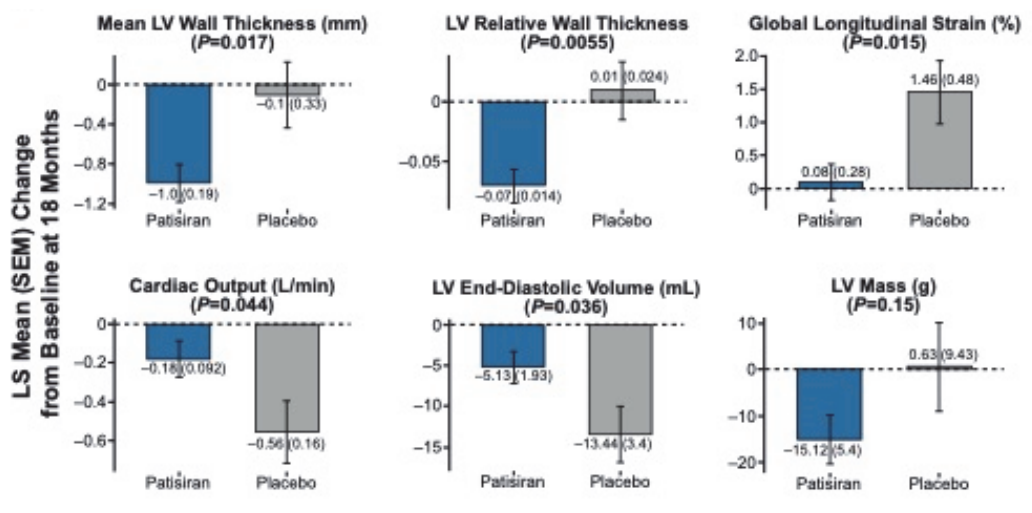 LS Mean (SEM) Change
from Baseline at 18 Months
Mean LV Wall Thickness (mm)
(P=0.017)
0
−0.4
−0.8
−1.2
−1.0 (0.19)
−0.1 (0.33)
Patisiran
Placebo
LV Relative Wall Thickness
(P=0.0055)
0
−0.05
−0.07 (0.014)
0.01 (0.024)
Patisiran
Placebo
Global Longitudinal Strain (%)
(P=0.015)
2.0
1.5
1.0
0.5
0
0.08 (0.28)
1.46 (0.48)
Patisiran
Placebo
Cardiac Output (L/min)
(P=0.044)
0
−0.2
−0.4
−0.6
−0.18 (0.092)
−0.56 (0.16)
Patisiran
Placebo
LV End-Diastolic Volume (mL)
(P=0.036)
0
−5
−10
−15
−5.13 (1.93)
−13.44 (3.4)
Patisiran
Placebo
LV Mass (g)
(P=0.15)
10
0
−10
−20
−15.12 (5.4)
0.63 (9.43)
Patisiran
Placebo